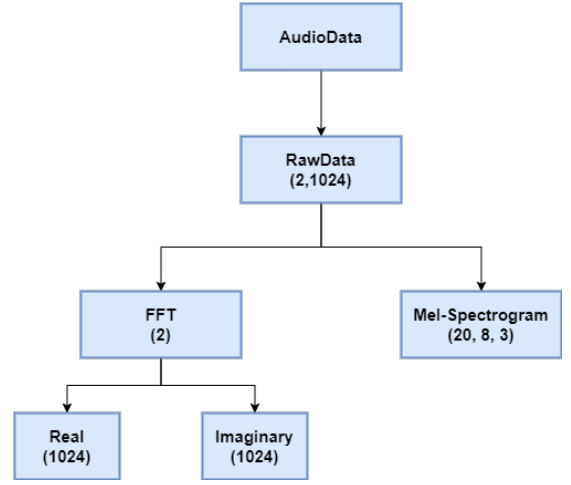 AudioData
RawData
(2,1024)
FFT
(2)
Mel-Spectrogram
(20, 8, 3)
Real
(1024)
Imaginary
(1024)